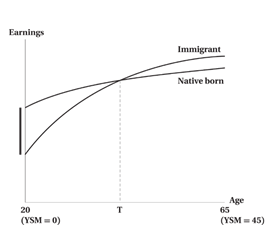 Earnings
Immigrant
Native born
Age
20
T
65
(YSM = 0)
(YSM = 45)